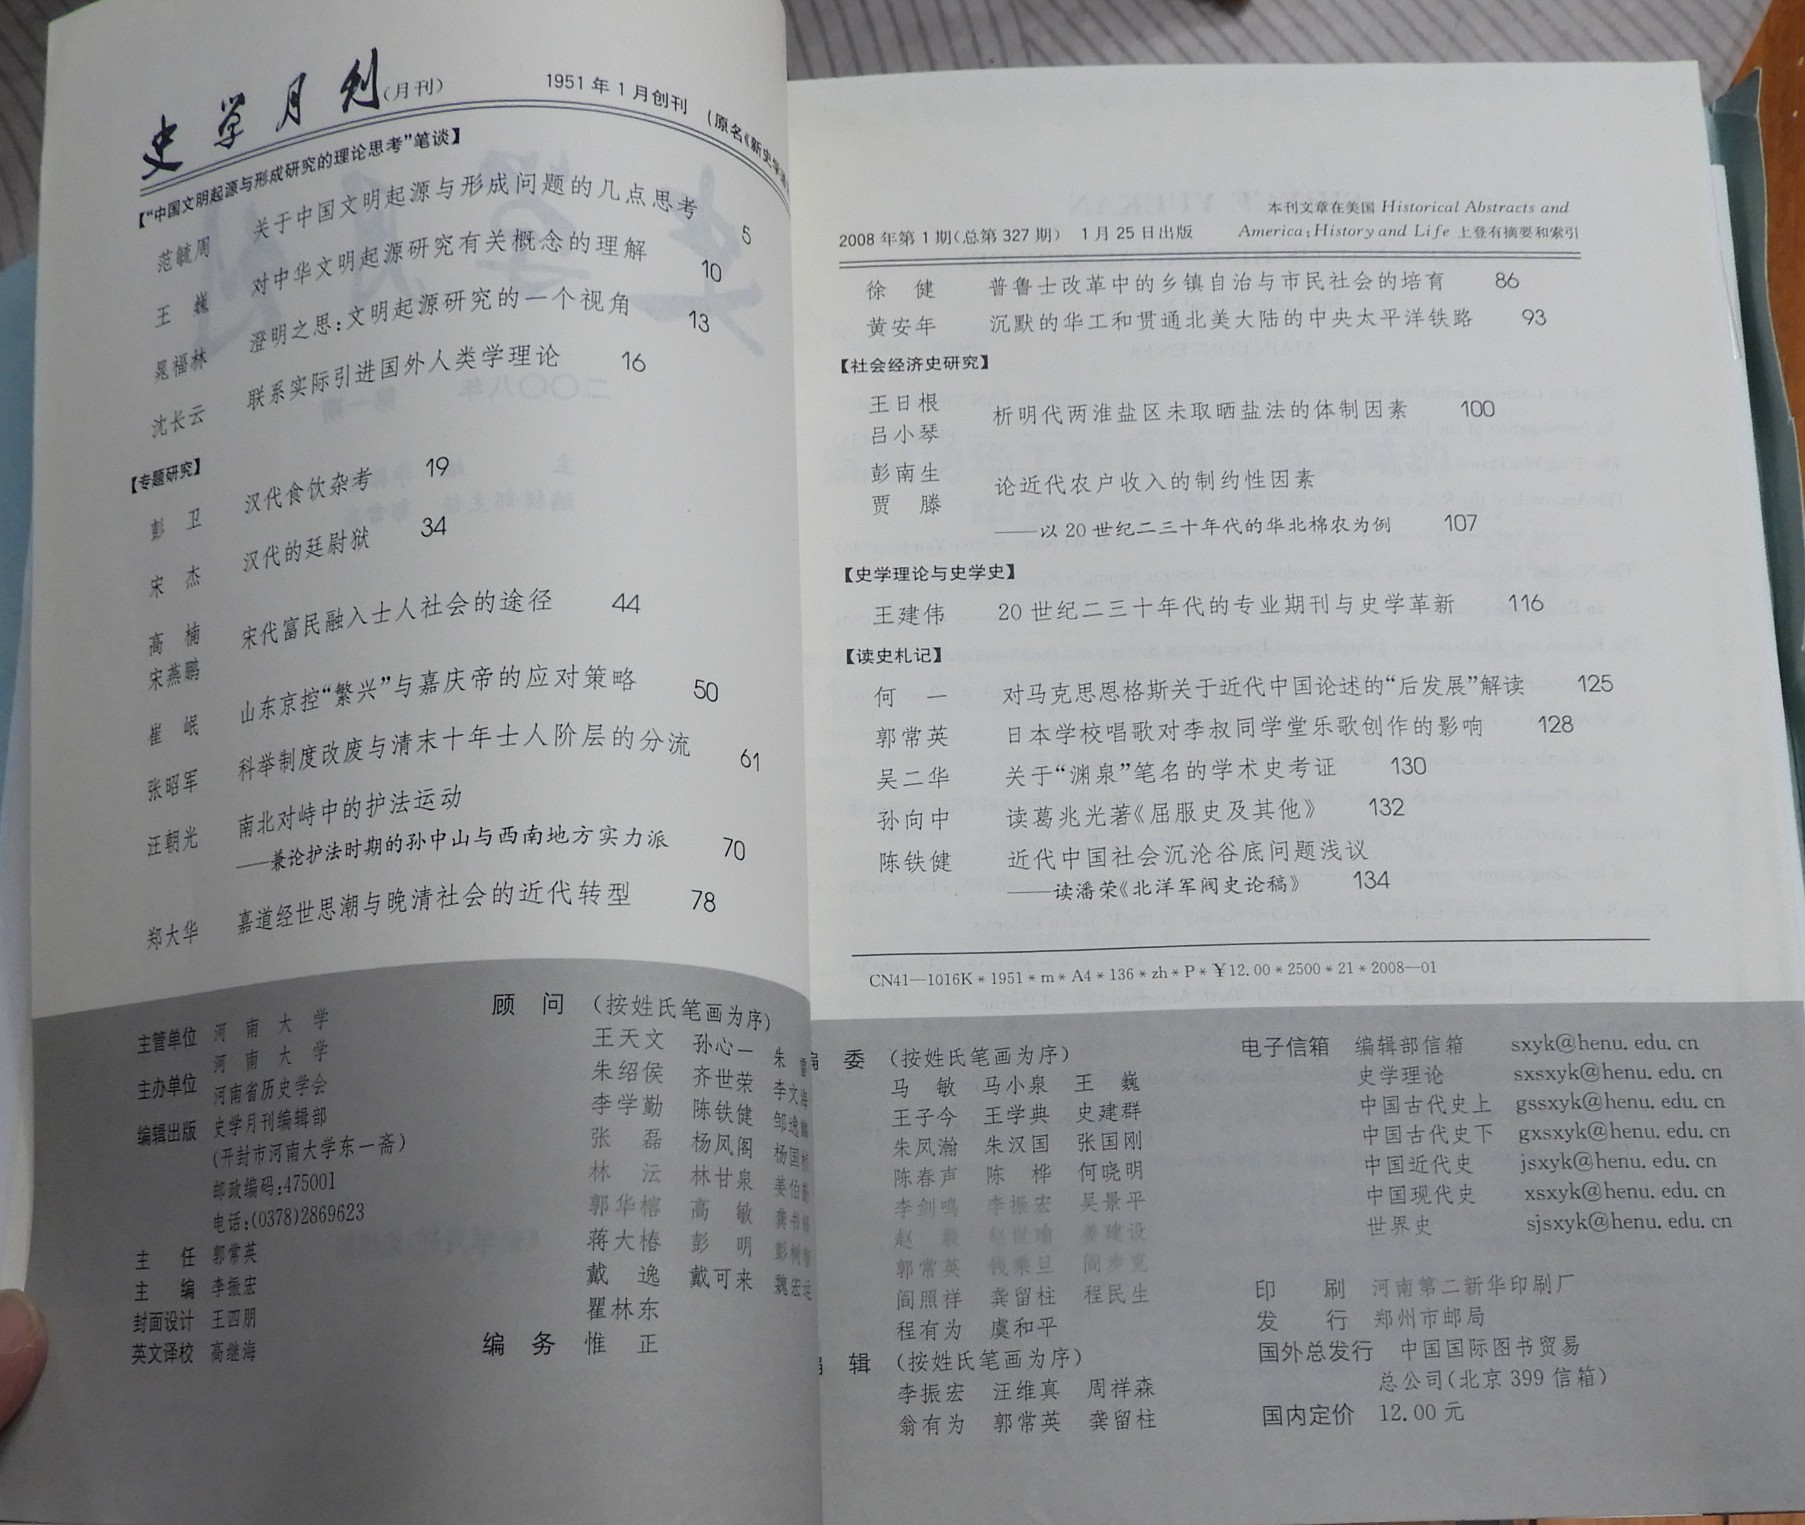 史学月刊(月刊)
1951年1月创刊 (原名《新史学
【“中国文明起源与形成研究的理论思考”笔谈】
范毓周 关于中国文明起源与形成问题的几点思考 5
王 巍 对中华文明起源研究有关概念的理解 10
晁福林 澄明之思:文明起源研究的一个视角 13
沈长云 联系实际引进国外人类学理论 16
【专题研究】
彭 卫 汉代食饮杂考 19
宋 杰 汉代的廷尉狱 34
高 楠
宋燕鹏 宋代富民融入士人社会的途径 44
崔 岷 山东京控“繁兴”与嘉庆帝的应对策略 50
张昭军 科举制度改废与清末十年士人阶层的分流 61
汪朝光 南北对峙中的护法运动
——兼论护法时期的孙中山与西南地方实力派 70
郑大华 嘉道经世思潮与晚清社会的近代转型 78
主管单位 河南大学
主办单位 河南大学
河南省历史学会
编辑出版 史学月刊编辑部
(开封市河南大学东一斋)
邮政编码:475001
电话:(0378)2869623
主 任 郭常英
主 编 李振宏
封面设计 王四朋
英文译校 高继海
顾 问 (按姓氏笔画为序)
王天文 孙心一 朱
朱绍侯 齐世荣 李文
李学勤 陈铁健 邹逸
张 磊 杨凤阁 杨国
林 沄 林甘泉 姜伯
郭华榕 高 敏 龚书
蒋大椿 彭 明 彭树
戴 逸 戴可来 魏宏
瞿林东
编 务 惟 正
本刊文章在美国 Historical Abstracts and
America:History and Life 上登有摘要和索引
2008年第1期(总第327期) 1月25日出版
徐 健 普鲁士改革中的乡镇自治与市民社会的培育 86
黄安年 沉默的华工和贯通北美大陆的中央太平洋铁路 93
【社会经济史研究】
王日根
吕小琴 析明代两淮盐区未取晒盐法的体制因素 100
彭南生
贾 滕 论近代农户收入的制约性因素
——以20世纪二三十年代的华北棉农为例 107
【史学理论与史学史】
王建伟 20世纪二三十年代的专业期刊与史学革新 116
【读史札记】
何 一 对马克思恩格斯关于近代中国论述的“后发展”解读 125
郭常英 日本学校唱歌对李叔同学堂乐歌创作的影响 128
吴二华 关于“渊泉”笔名的学术史考证 130
孙向中 读葛兆光著《屈服史及其他》 132
陈铁健 近代中国社会沉沦谷底问题浅议
——读潘荣《北洋军阀史论稿》 134
CN41—1016K*1951*m*A4*136*zh*P*￥12.00*2500*21*2008—01
委 (按姓氏笔画为序)
马 敏 马小泉 王 巍
王子今 王学典 史建群
朱凤瀚 朱汉国 张国刚
陈春声 陈 桦 何晓明
李剑鸣 李振宏 吴景平
赵 毅 赵世瑜 姜建设
郭常英 钱乘旦 阎步克
阎照祥 龚留柱 程民生
程有为 虞和平
辑 (按姓氏笔画为序)
李振宏 汪维真 周祥森
翁有为 郭常英 龚留柱
电子信箱 编辑部信箱 sxyk@henu.edu.cn
史学理论 sxsxyk@henu.edu.cn
中国古代史上 gssxyk@henu.edu.cn
中国古代史下 gxsxyk@henu.edu.cn
中国近代史 jsxyk@henu.edu.cn
中国现代史 xsxyk@henu.edu.cn
世界史 sjsxyk@henu.edu.cn
印 刷 河南第二新华印刷厂
发 行 郑州市邮局
国外总发行 中国国际图书贸易
总公司(北京399信箱)
国内定价 12.00元